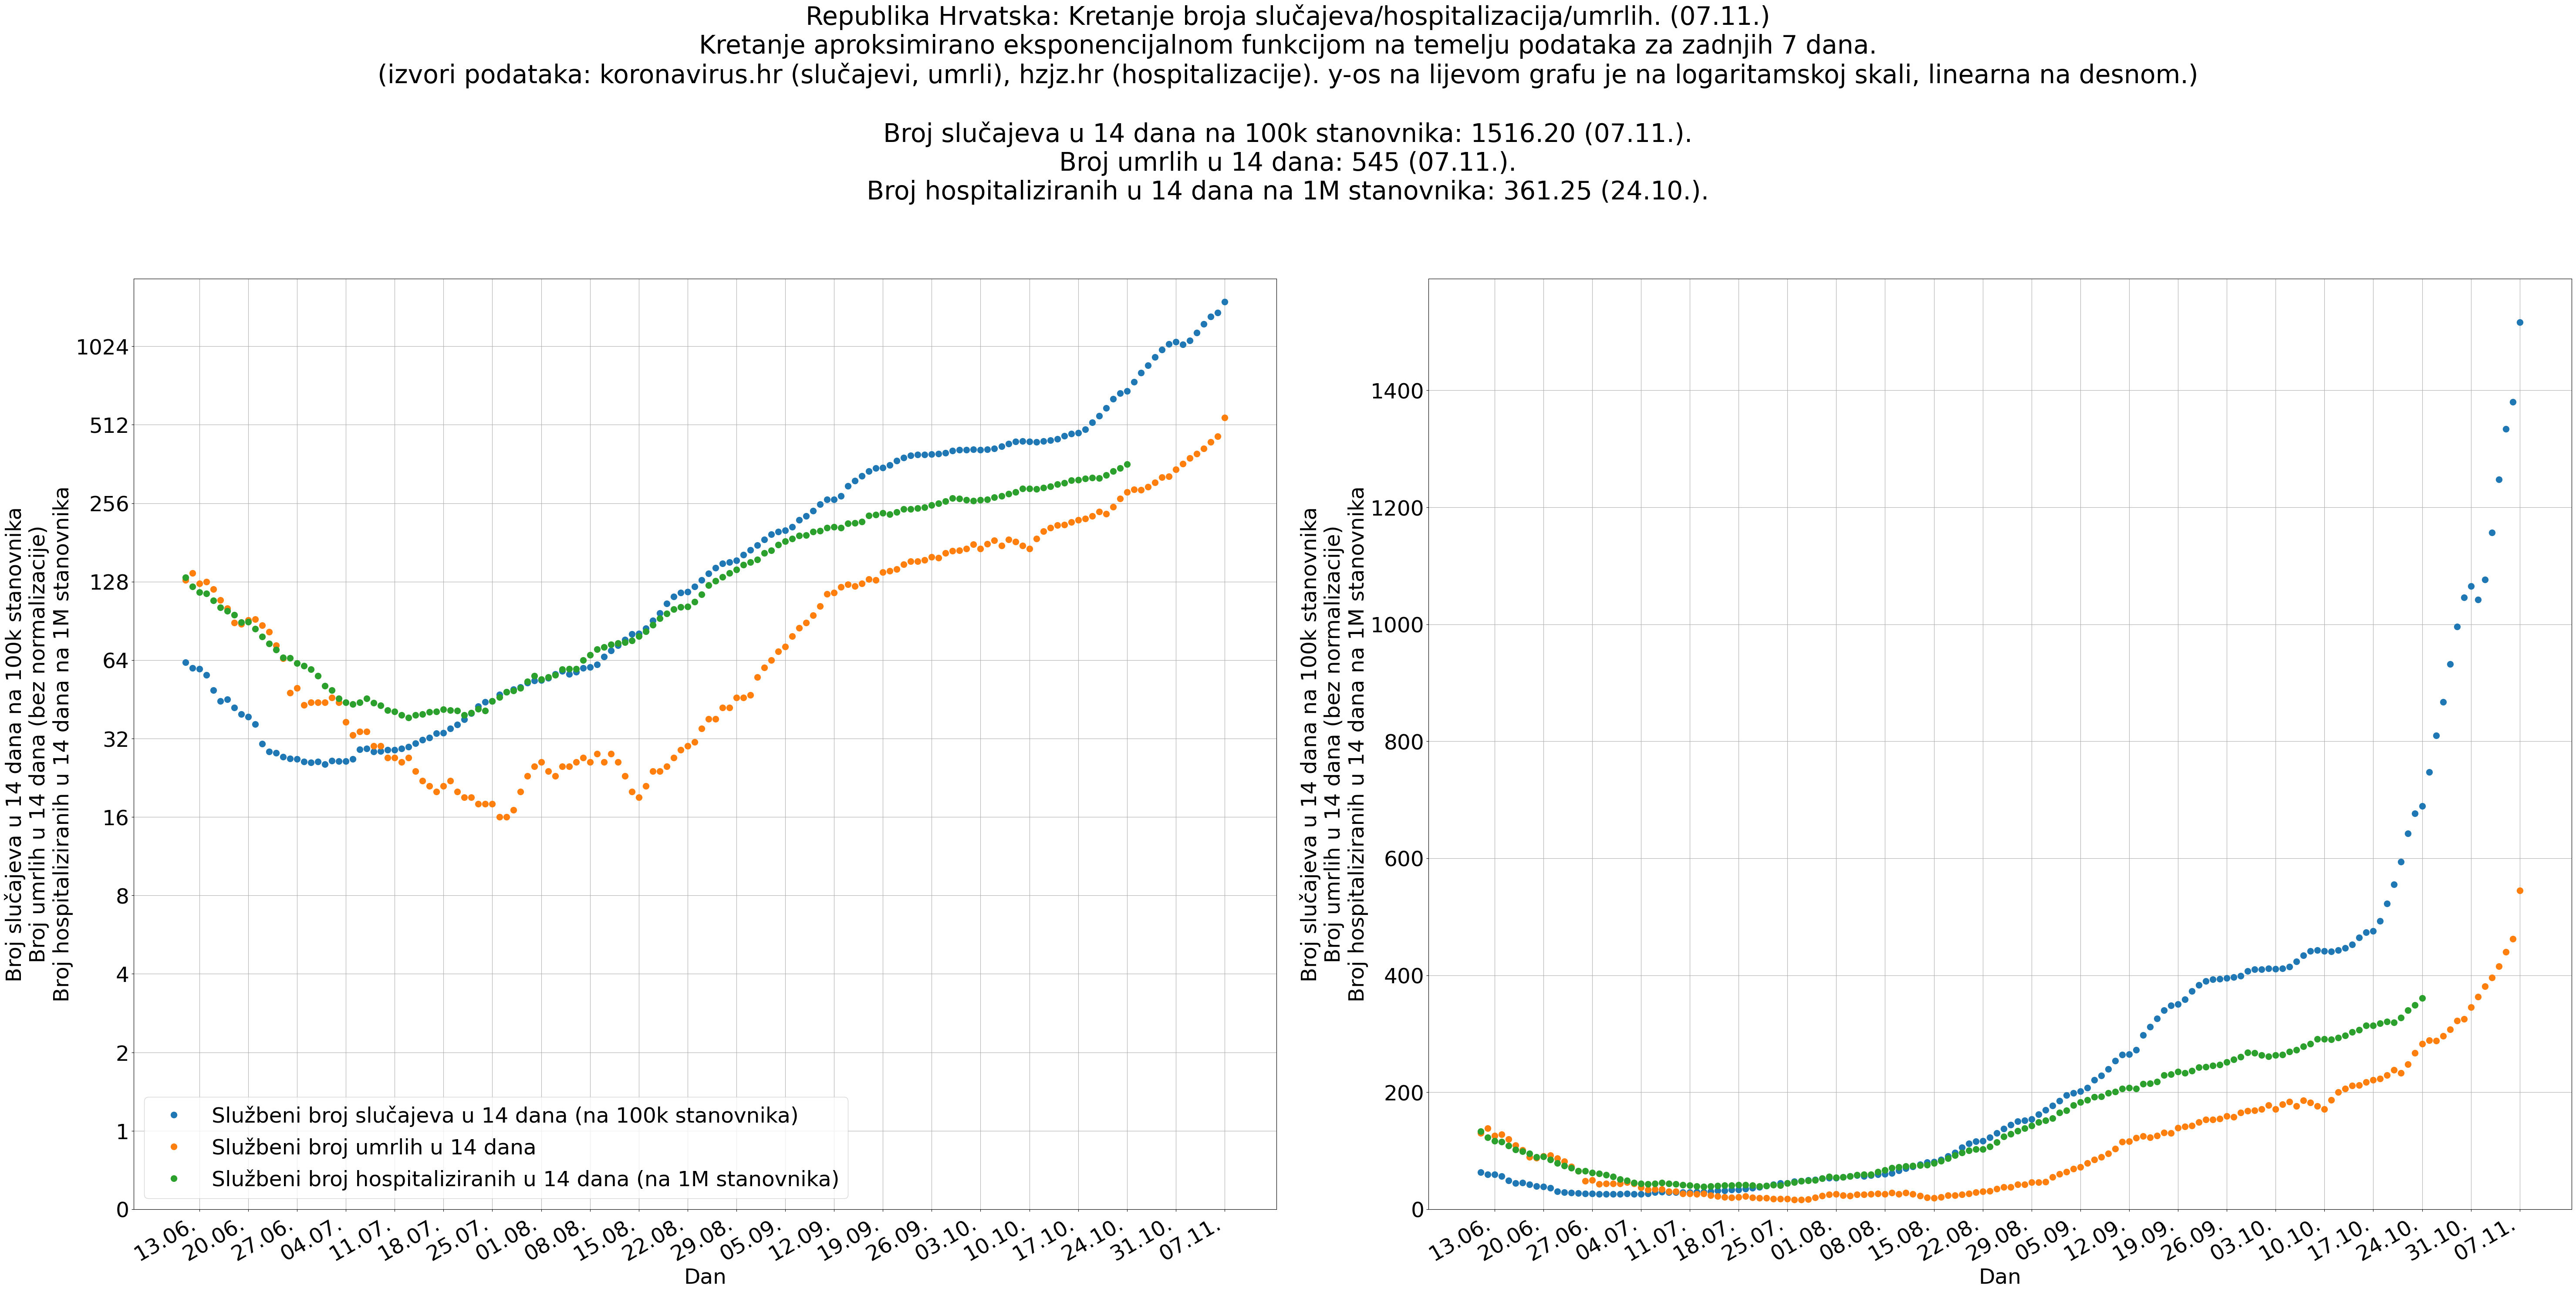 Republika Hrvatska: Kretanje broja slučajeva/hospitalizacija/umrlih. (07.11.)
Kretanje aproksimirano eksponencijalnom funkcijom na temelju podataka za zadnjih 7 dana.
(izvori podataka: koronavirus.hr (slučajevi, umrli), hzjz.hr (hospitalizacije). y-os na lijevom grafu je na logaritamskoj skali, linearna na desnom.)
Broj slučajeva u 14 dana na 100k stanovnika: 1516.20 (07.11.).
Broj umrlih u 14 dana: 545 (07.11.).
Broj hospitaliziranih u 14 dana na 1M stanovnika: 361.25 (24.10.).
Broj slučajeva u 14 dana na 100k stanovnika
Broj umrlih u 14 dana (bez normalizacije)
Broj hospitaliziranih u 14 dana na 1M stanovnika
1024
512
256
128
64
32
16
8
4
2
1
0
Službeni broj slučajeva u 14 dana (na 100k stanovnika)
Službeni broj umrlih u 14 dana
Službeni broj hospitaliziranih u 14 dana (na 1M stanovnika)
13.06. 20.06. 27.06. 04.07. 11.07. 18.07. 25.07. 01.08. 08.08. 15.08. 22.08. 29.08. 05.09. 12.09. 19.09. 26.09. 03.10. 10.10. 17.10. 24.10. 31.10. 07.11.
Dan
Broj slučajeva u 14 dana na 100k stanovnika
Broj umrlih u 14 dana (bez normalizacije)
Broj hospitaliziranih u 14 dana na 1M stanovnika
1400
1200
1000
800
600
400
200
0
13.06. 20.06. 27.06. 04.07. 11.07. 18.07. 25.07. 01.08. 08.08. 15.08. 22.08. 29.08. 05.09. 12.09. 19.09. 26.09. 03.10. 10.10. 17.10. 24.10. 31.10. 07.11.
Dan